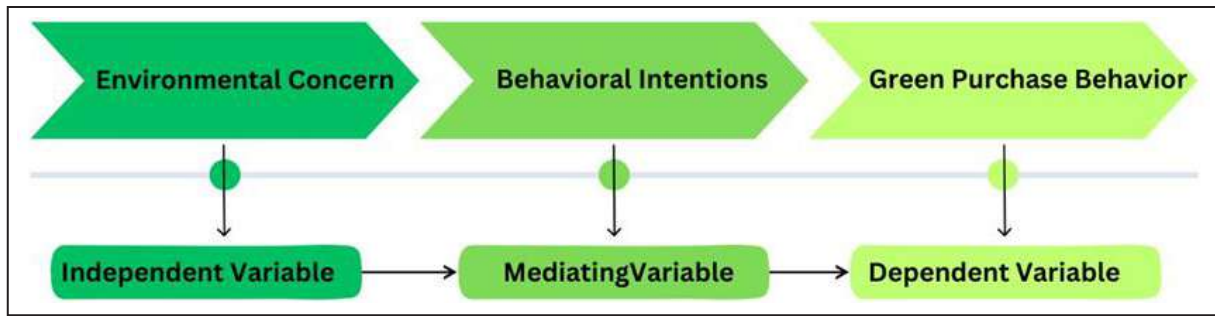 Environmental Concern
Behavioral Intentions
Green Purchase Behavior
Independent Variable
MediatingVariable
Dependent Variable